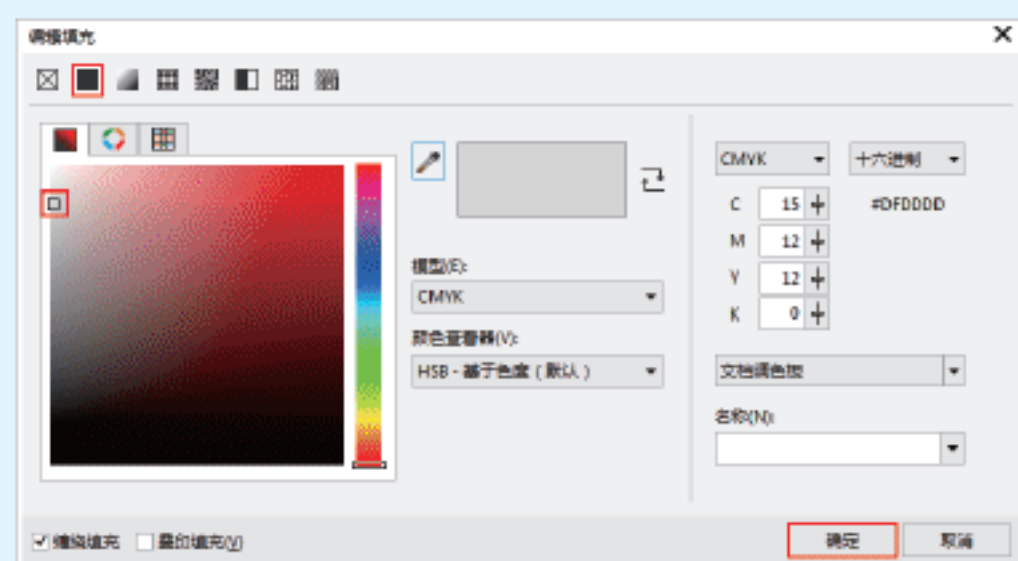 编辑填充
CMYK
十六进制
C 15 #DFDDDD
M 12
Y 12
K 0
模型(E):
CMYK
颜色查看器(V):
HSB - 基于色度 ( 默认 )
文档调色板
名称(N):
缠绕填充 叠印填充(V)
确定
取消